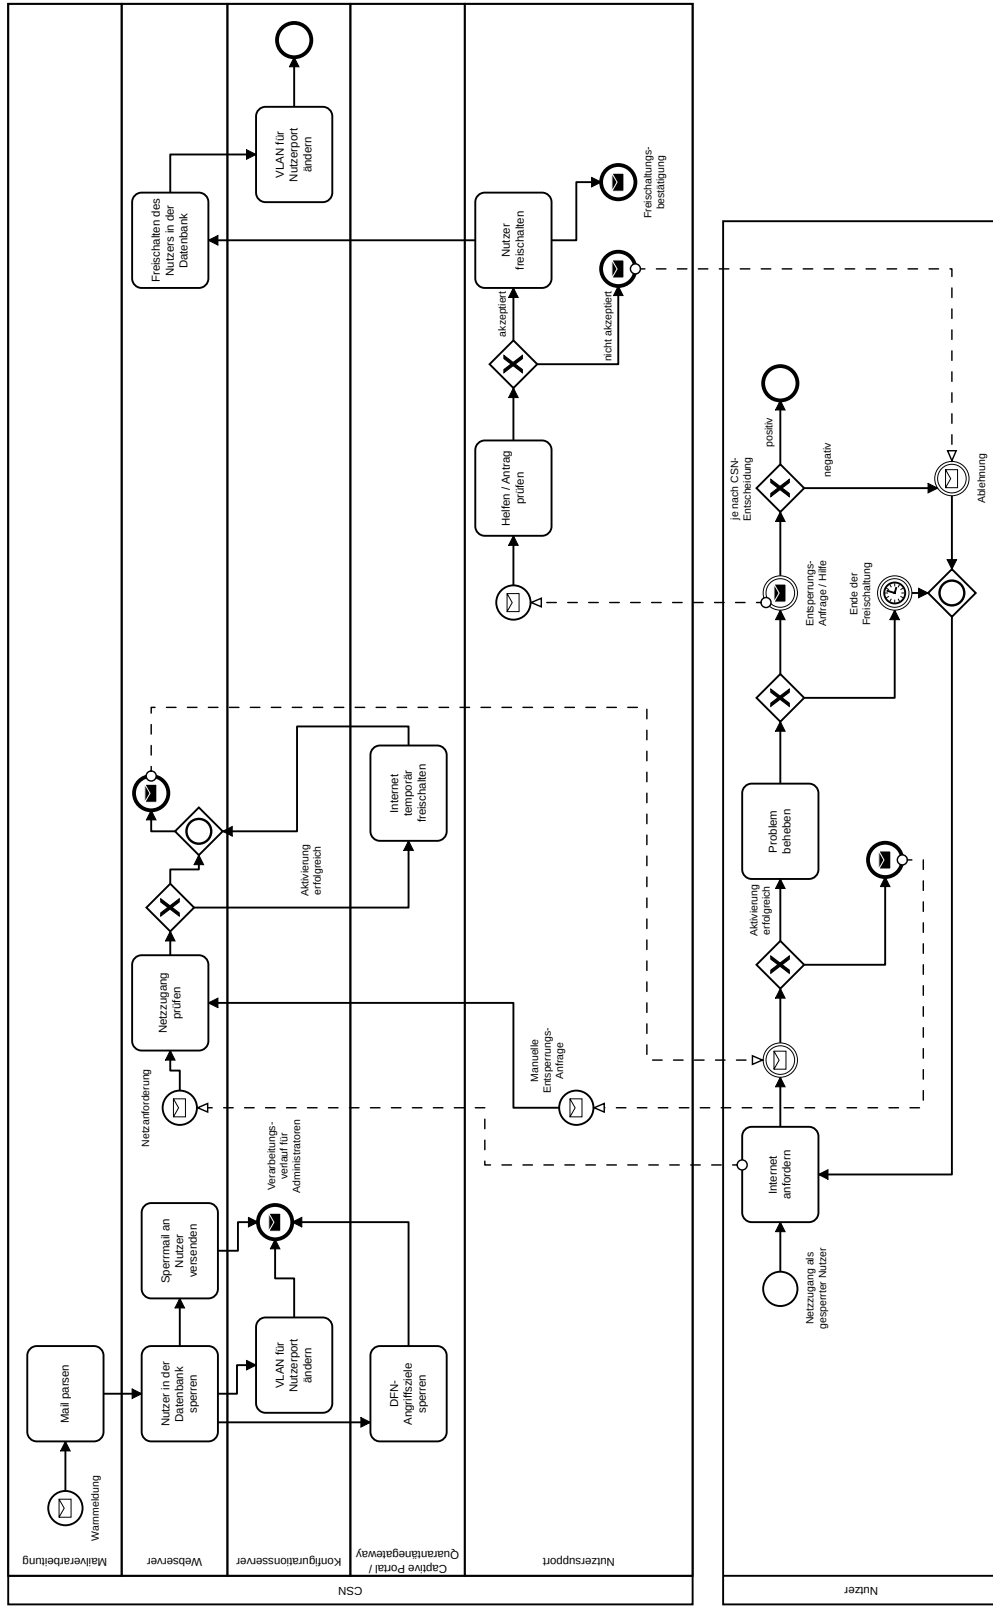 CSN
Mailverarbeitung
Webserver
Konfigurationsserver
Captive Portal /
Quarantänegateway
Nutzersupport
Nutzer
Warnmeldung
Mail parsen
Nutzer in der
Datenbank
sperren
Sperrmail an
Nutzer
versenden
VLAN für
Nutzerport
ändern
DFN-
Angriffsziele
sperren
Verarbeitungs-
verlauf für
Administratoren
Netzanforderung
Netzzugang
prüfen
Manuelle
Entsperrungs-
Anfrage
Aktivierung
erfolgreich
Internet
temporär
freischalten
Helfen / Antrag
prüfen
akzeptiert
nicht akzeptiert
Nutzer
freischalten
Freischaltungs-
bestätigung
Freischalten des
Nutzers in der
Datenbank
VLAN für
Nutzerport
ändern
Netzzugang als
gesperrter Nutzer
Internet
anfordern
Aktivierung
erfolgreich
Problem
beheben
Entsperrungs-
Anfrage / Hilfe
Ende der
Freischaltung
je nach CSN-
Entscheidung
positiv
negativ
Ablehnung